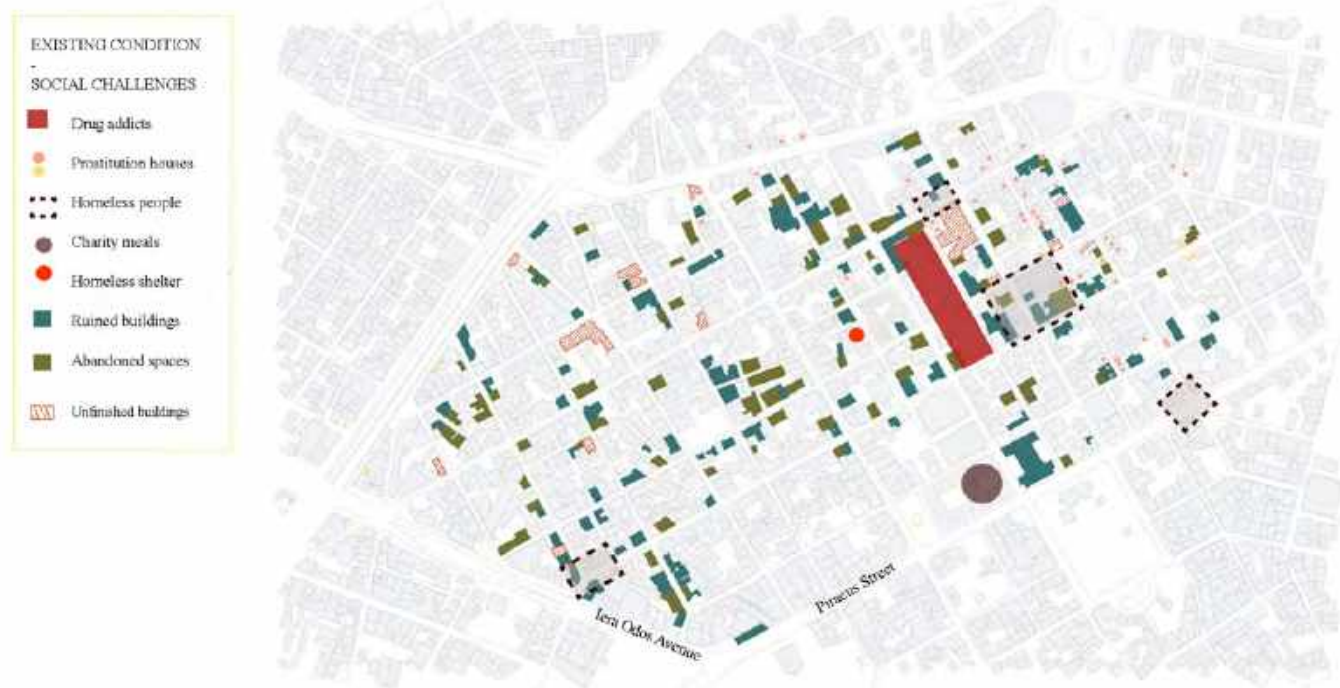 EXISTING CONDITION
-
SOCIAL CHALLENGES
Drug addicts
Prostitution houses
Homeless people
Charity meals
Homeless shelter
Ruined buildings
Abandoned spaces
Unfinished buildings
Piraeus Street
Iera Odos Avenue